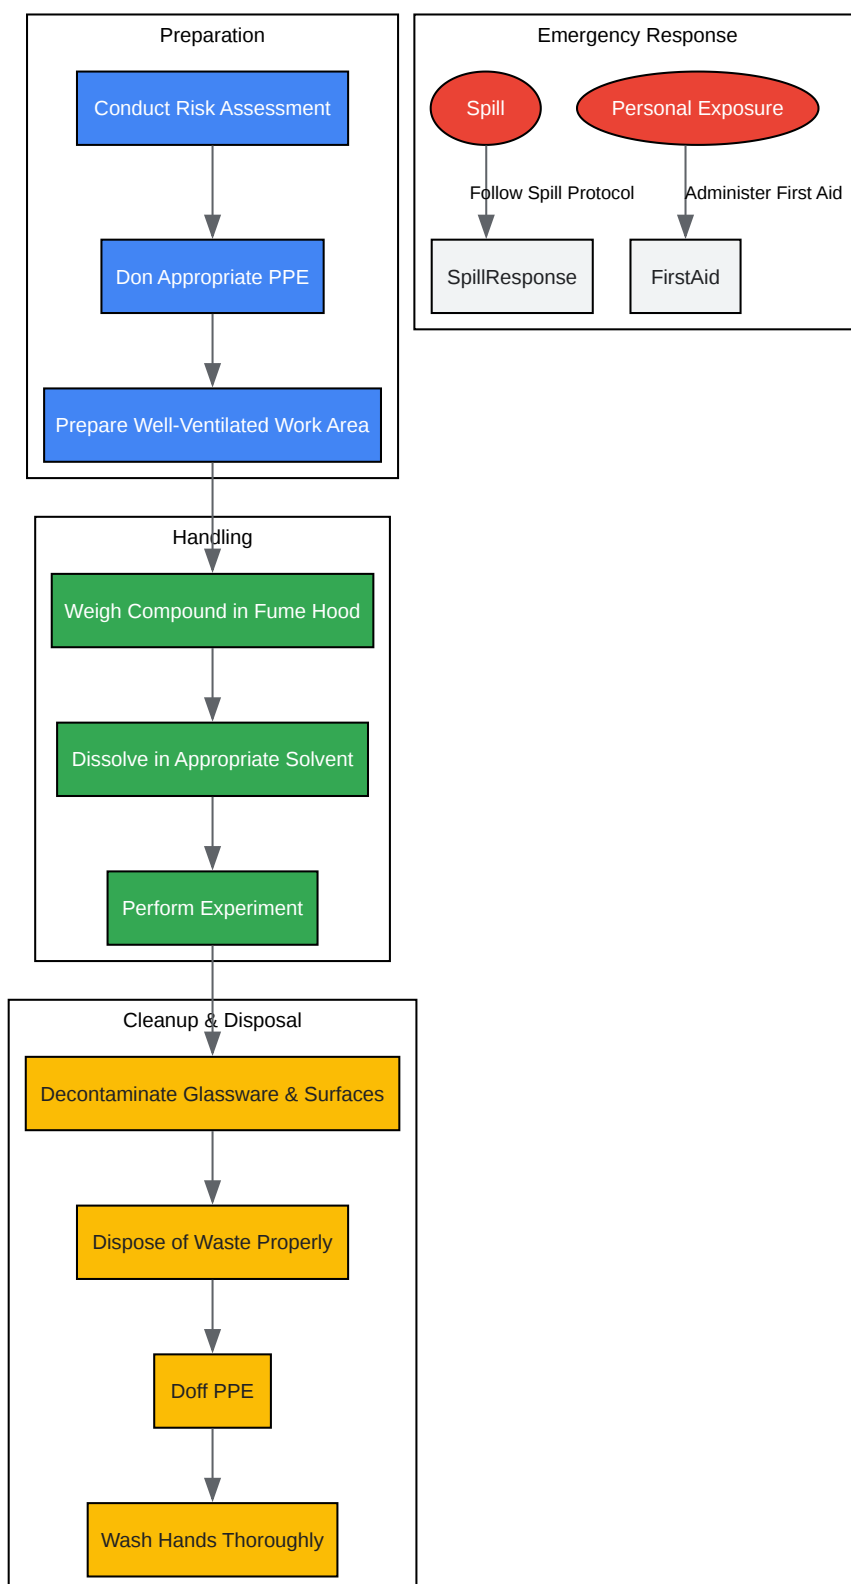 Preparation
Conduct Risk Assessment
Don Appropriate PPE
Prepare Well-Ventilated Work Area
Emergency Response
Spill
Personal Exposure
Follow Spill Protocol
Administer First Aid
SpillResponse
FirstAid
Handling
Weigh Compound in Fume Hood
Dissolve in Appropriate Solvent
Perform Experiment
Cleanup & Disposal
Decontaminate Glassware & Surfaces
Dispose of Waste Properly
Doff PPE
Wash Hands Thoroughly